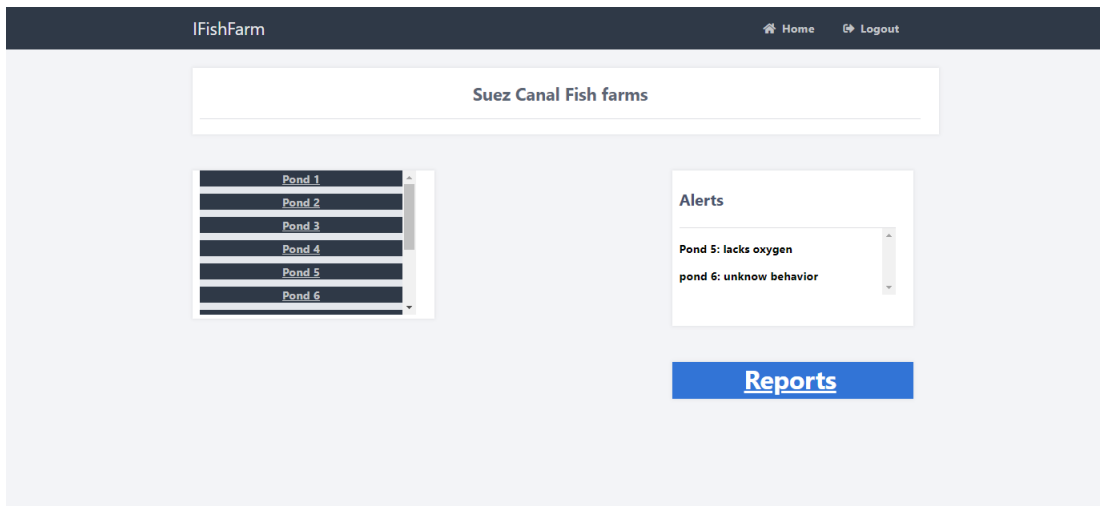 IFishFarm
Home
Logout
Suez Canal Fish farms
Pond 1
Pond 2
Pond 3
Pond 4
Pond 5
Pond 6
Alerts
Pond 5: lacks oxygen
pond 6: unknow behavior
Reports